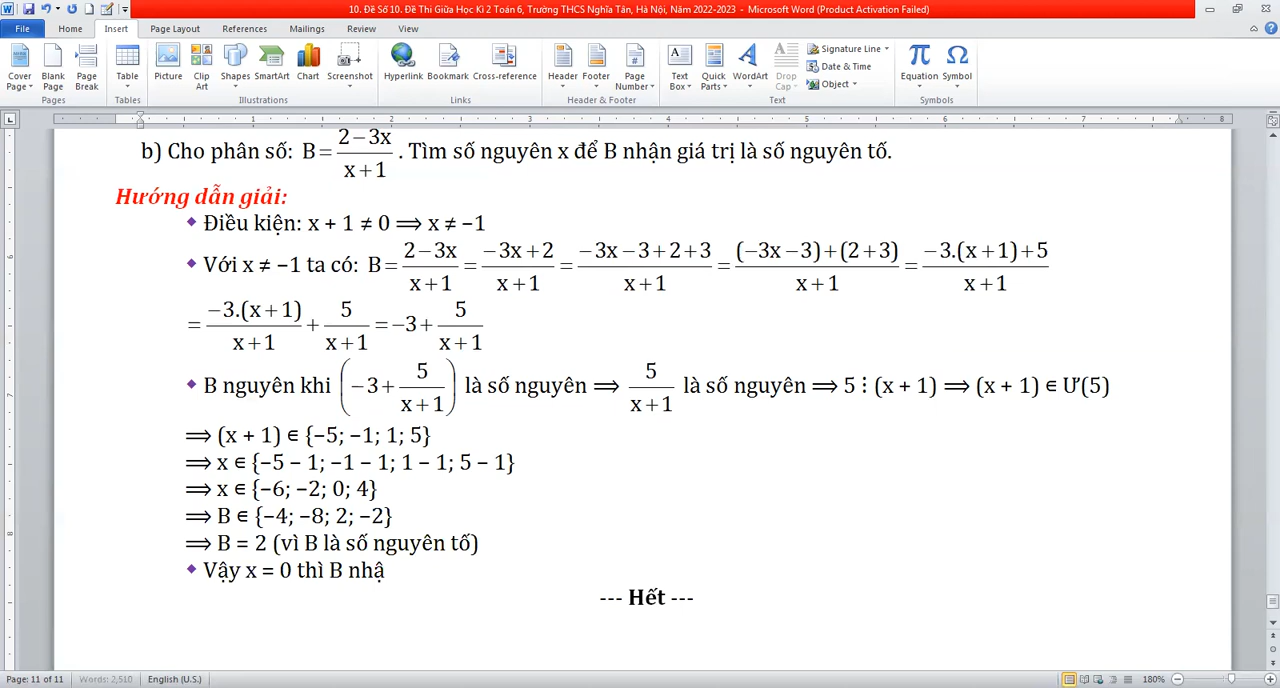 10. Đề Số 10. Đề Thi Giữa Học Kì 2 Toán 6, Trường THCS Nghĩa Tân, Hà Nội, Năm 2022-2023 - Microsoft Word (Product Activation Failed)
File Home Insert Page Layout References Mailings Review View
Cover Page Blank Page Page Break Table Picture Clip Art Shapes SmartArt Chart Screenshot Hyperlink Bookmark Cross-reference Header Footer Page Number Text Box Quick Parts WordArt Drop Cap Signature Line Date & Time Object Equation Symbol
Pages Tables Illustrations Links Header & Footer Text Symbols
1 2 3 4 5 6 7 8
b) Cho phân số: B = (2 − 3x)/(x + 1) . Tìm số nguyên x để B nhận giá trị là số nguyên tố.
Hướng dẫn giải:
Điều kiện: x + 1 ≠ 0 ⟹ x ≠ −1
Với x ≠ −1 ta có: B = (2 − 3x)/(x + 1) = (−3x + 2)/(x + 1) = (−3x − 3 + 2 + 3)/(x + 1) = ((−3x − 3) + (2 + 3))/(x + 1) = (−3.(x + 1) + 5)/(x + 1)
= (−3.(x + 1))/(x + 1) + 5/(x + 1) = −3 + 5/(x + 1)
B nguyên khi (−3 + 5/(x + 1)) là số nguyên ⟹ 5/(x + 1) là số nguyên ⟹ 5 ⋮ (x + 1) ⟹ (x + 1) ∈ Ư(5)
⟹ (x + 1) ∈ {−5; −1; 1; 5}
⟹ x ∈ {−5 − 1; −1 − 1; 1 − 1; 5 − 1}
⟹ x ∈ {−6; −2; 0; 4}
⟹ B ∈ {−4; −8; 2; −2}
⟹ B = 2 (vì B là số nguyên tố)
Vậy x = 0 thì B nhậ
--- Hết ---
Page: 11 of 11 Words: 2,510 English (U.S.) 180%